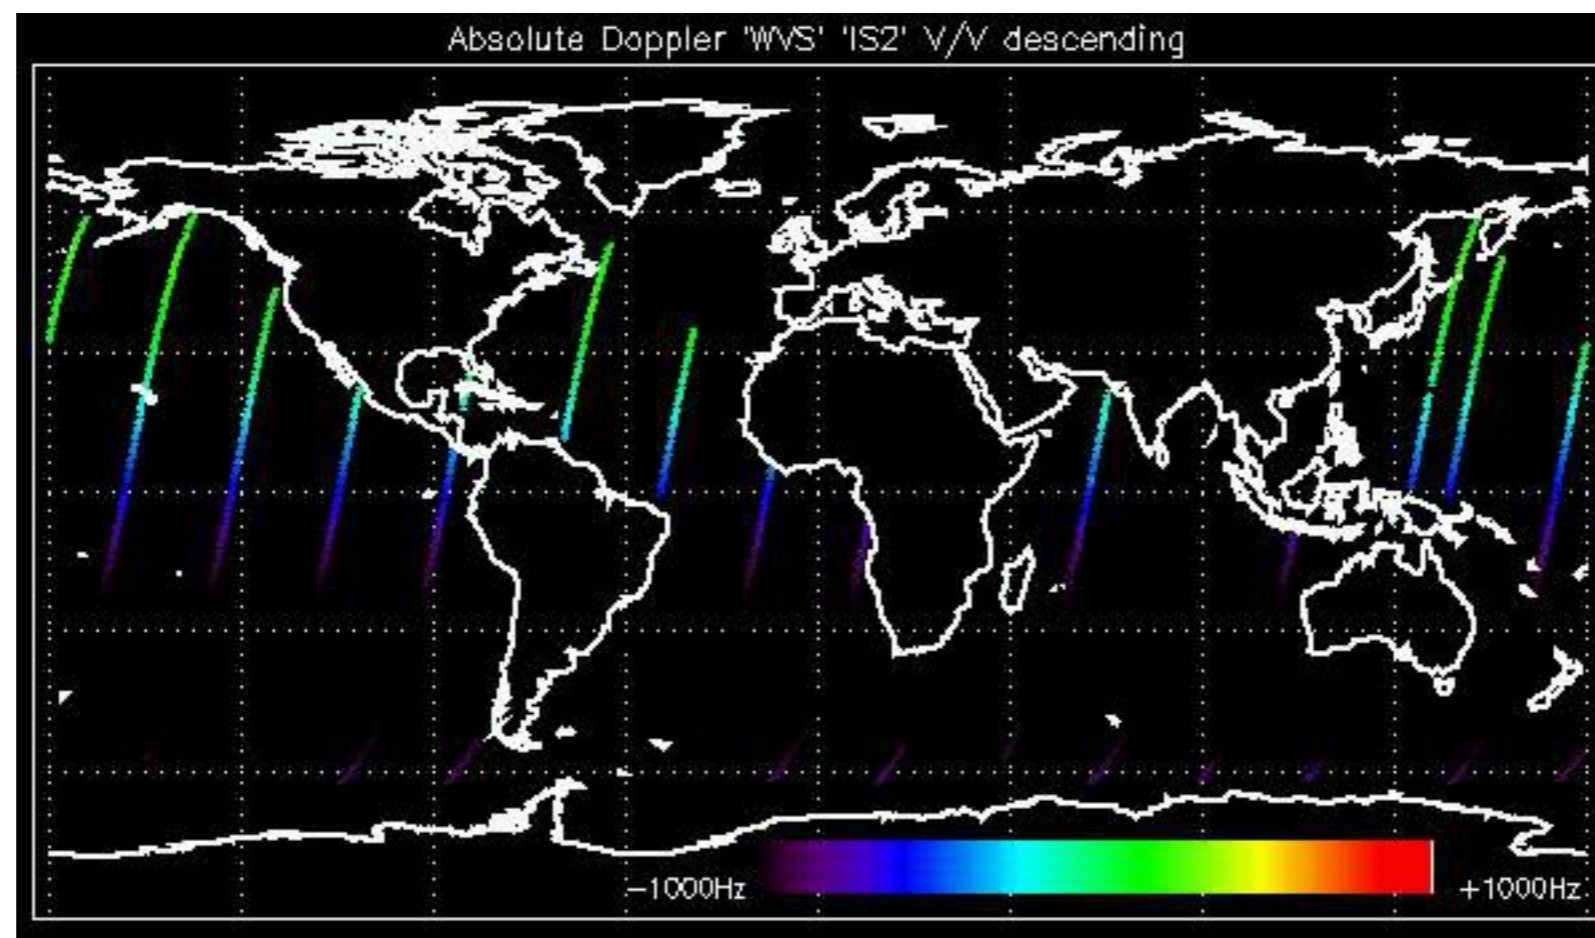 Absolute Doppler 'WVS' 'IS2' V/V descending
-1000Hz
+1000Hz